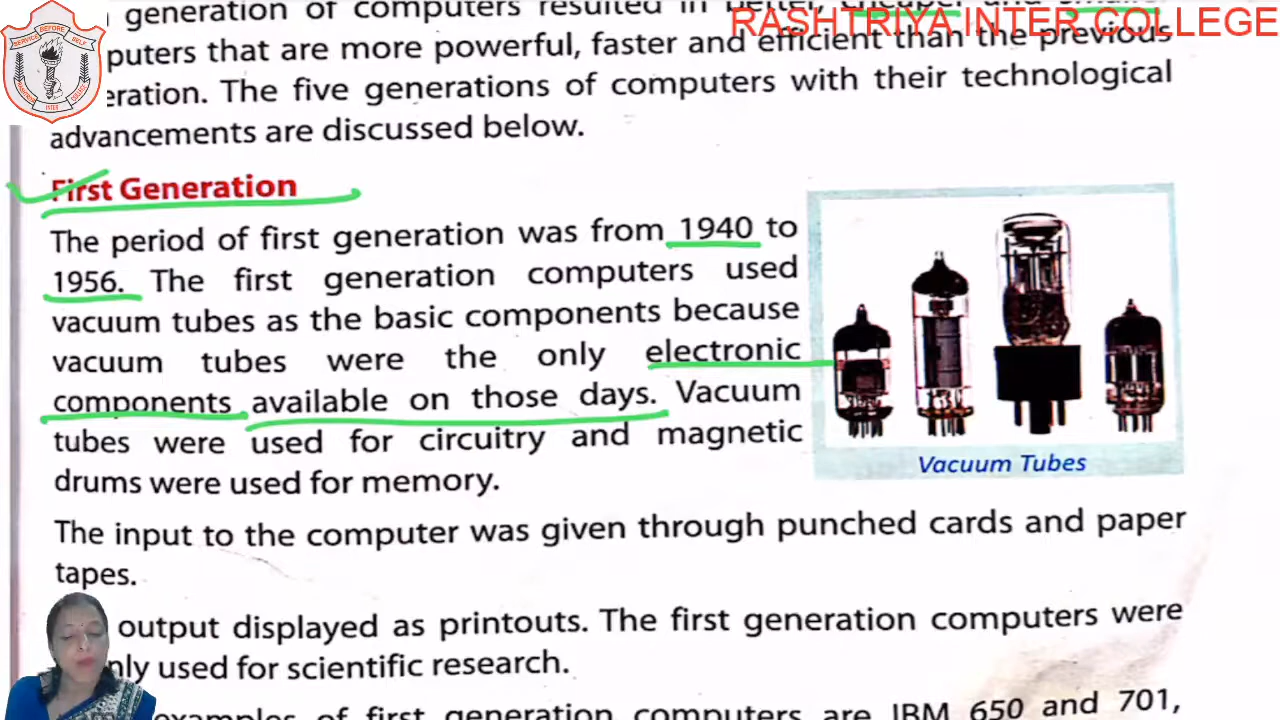 generation of computers resulted in better, cheaper and smaller
RASHTRIYA INTER COLLEGE
puters that are more powerful, faster and efficient than the previous
eration. The five generations of computers with their technological
advancements are discussed below.
First Generation
The period of first generation was from 1940 to
1956. The first generation computers used
vacuum tubes as the basic components because
vacuum tubes were the only electronic
components available on those days. Vacuum
tubes were used for circuitry and magnetic
drums were used for memory.
Vacuum Tubes
The input to the computer was given through punched cards and paper
tapes.
output displayed as printouts. The first generation computers were
nly used for scientific research.
examples of first generation computers are IBM 650 and 701,